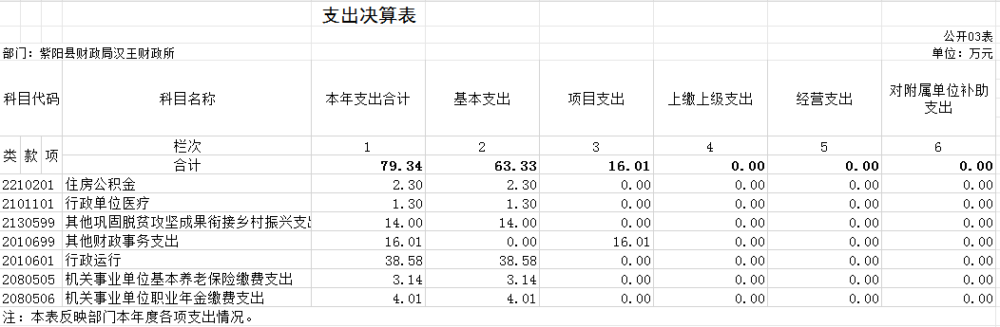 支出决算表
公开03表
部门：紫阳县财政局汉王财政所 单位：万元
科目代码 科目名称 本年支出合计 基本支出 项目支出 上缴上级支出 经营支出 对附属单位补助支出
类 款 项 栏次 1 2 3 4 5 6
合计 79.34 63.33 16.01 0.00 0.00 0.00
2210201 住房公积金 2.30 2.30 0.00 0.00 0.00 0.00
2101101 行政单位医疗 1.30 1.30 0.00 0.00 0.00 0.00
2130599 其他巩固脱贫攻坚成果衔接乡村振兴支出 14.00 14.00 0.00 0.00 0.00 0.00
2010699 其他财政事务支出 16.01 0.00 16.01 0.00 0.00 0.00
2010601 行政运行 38.58 38.58 0.00 0.00 0.00 0.00
2080505 机关事业单位基本养老保险缴费支出 3.14 3.14 0.00 0.00 0.00 0.00
2080506 机关事业单位职业年金缴费支出 4.01 4.01 0.00 0.00 0.00 0.00
注：本表反映部门本年度各项支出情况。